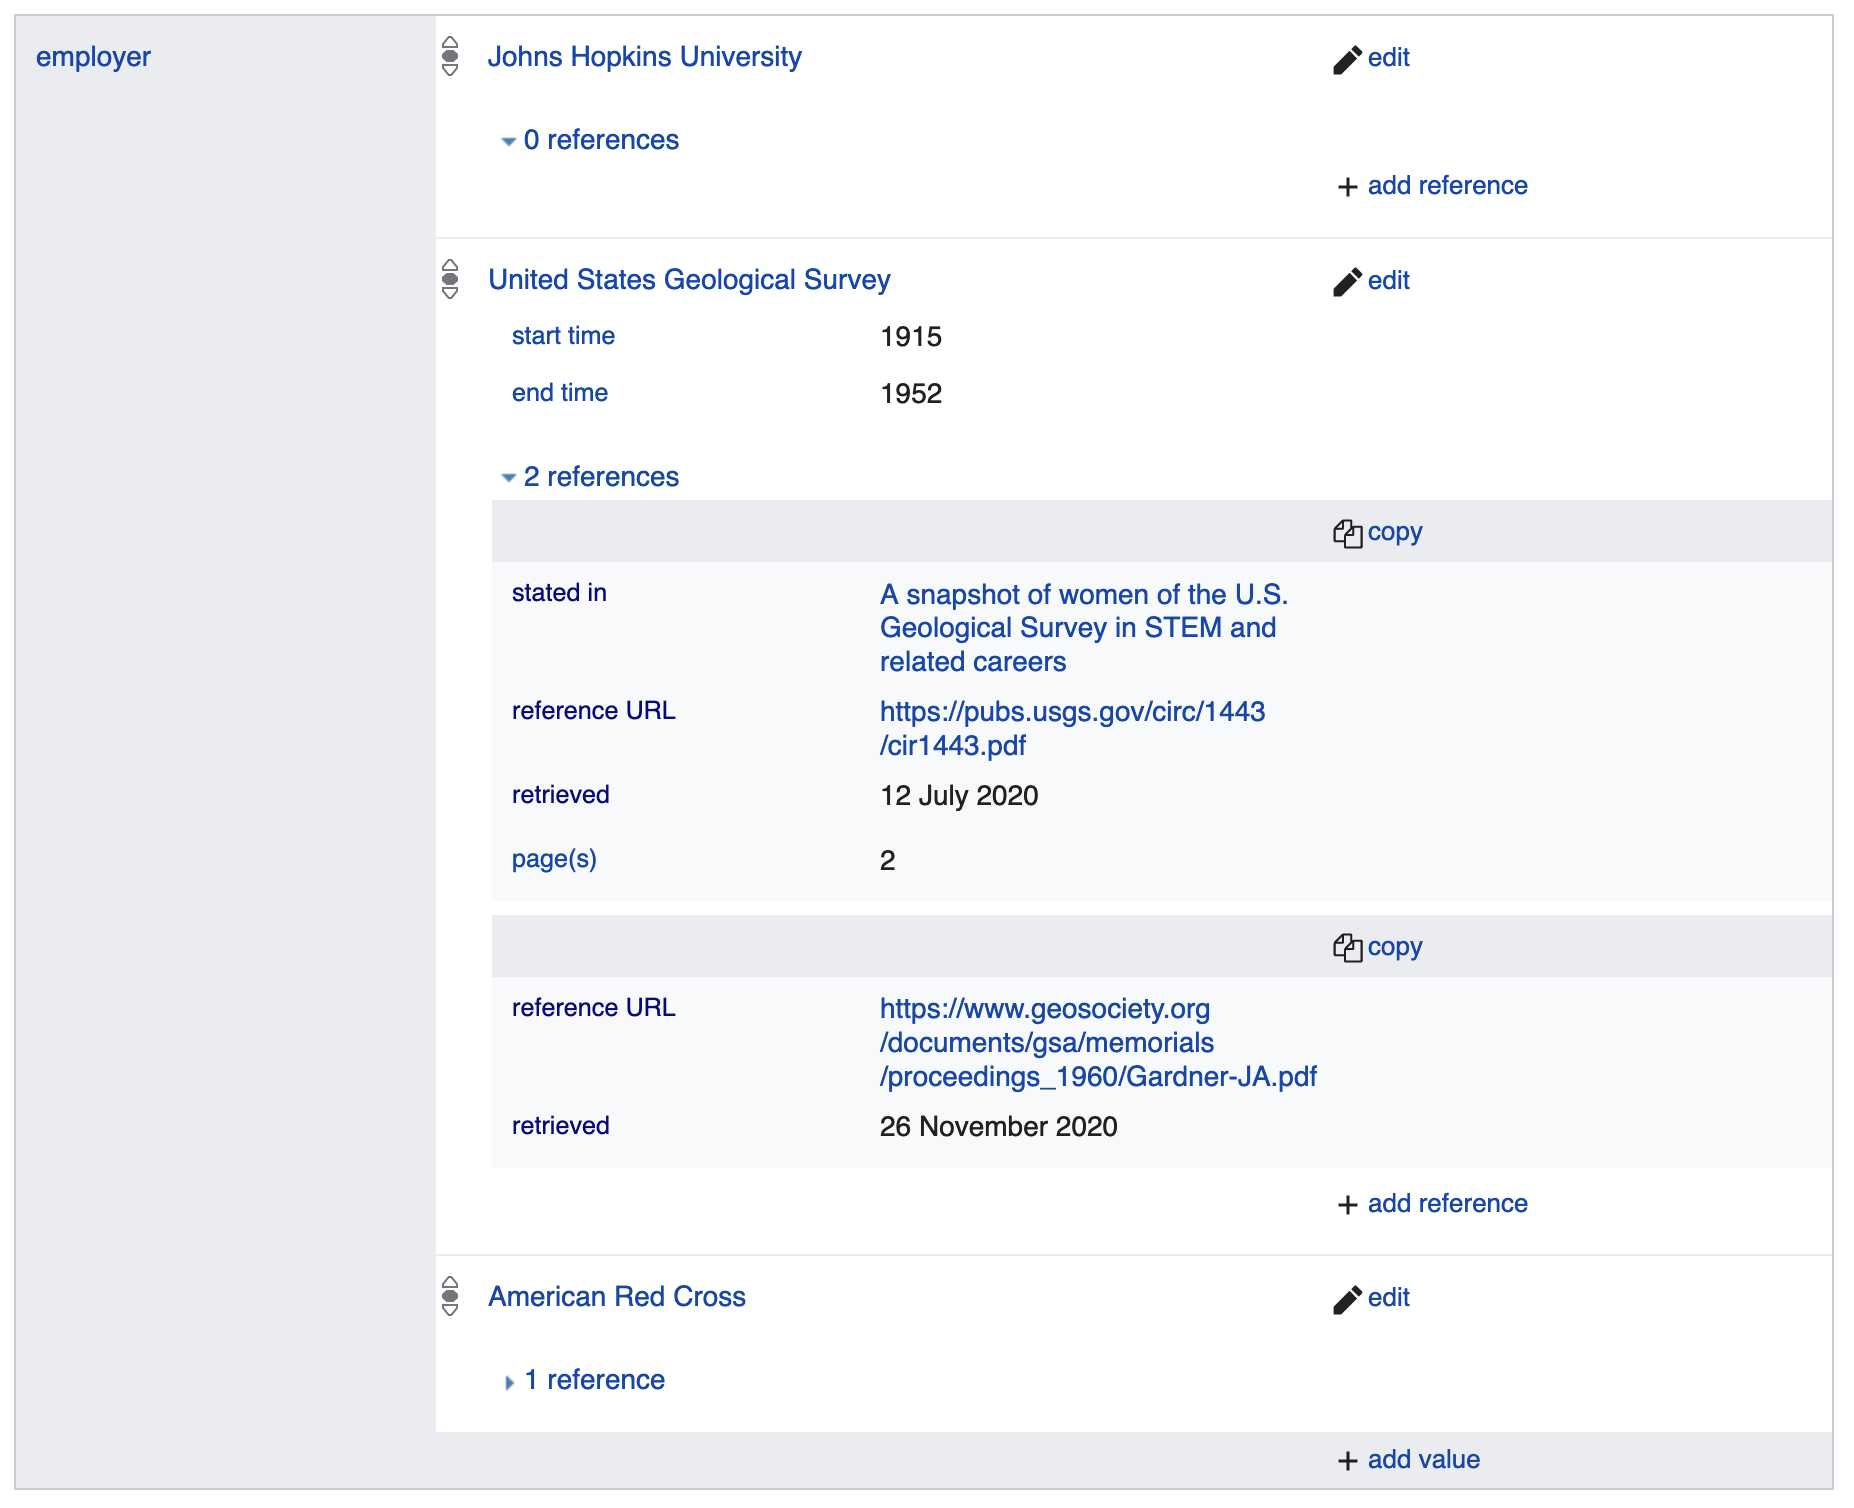 employer
Johns Hopkins University
edit
0 references
+ add reference
United States Geological Survey
edit
start time 1915
end time 1952
2 references
copy
stated in A snapshot of women of the U.S.
Geological Survey in STEM and
related careers
reference URL https://pubs.usgs.gov/circ/1443
/cir1443.pdf
retrieved 12 July 2020
page(s) 2
copy
reference URL https://www.geosociety.org
/documents/gsa/memorials
/proceedings_1960/Gardner-JA.pdf
retrieved 26 November 2020
+ add reference
American Red Cross
edit
1 reference
+ add value